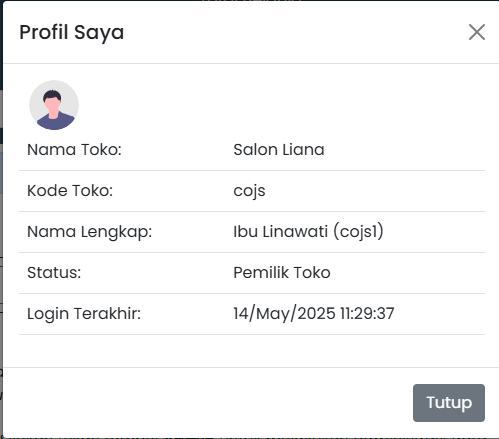 Profil Saya
Nama Toko: Salon Liana
Kode Toko: cojs
Nama Lengkap: Ibu Linawati (cojs1)
Status: Pemilik Toko
Login Terakhir: 14/May/2025 11:29:37
Tutup